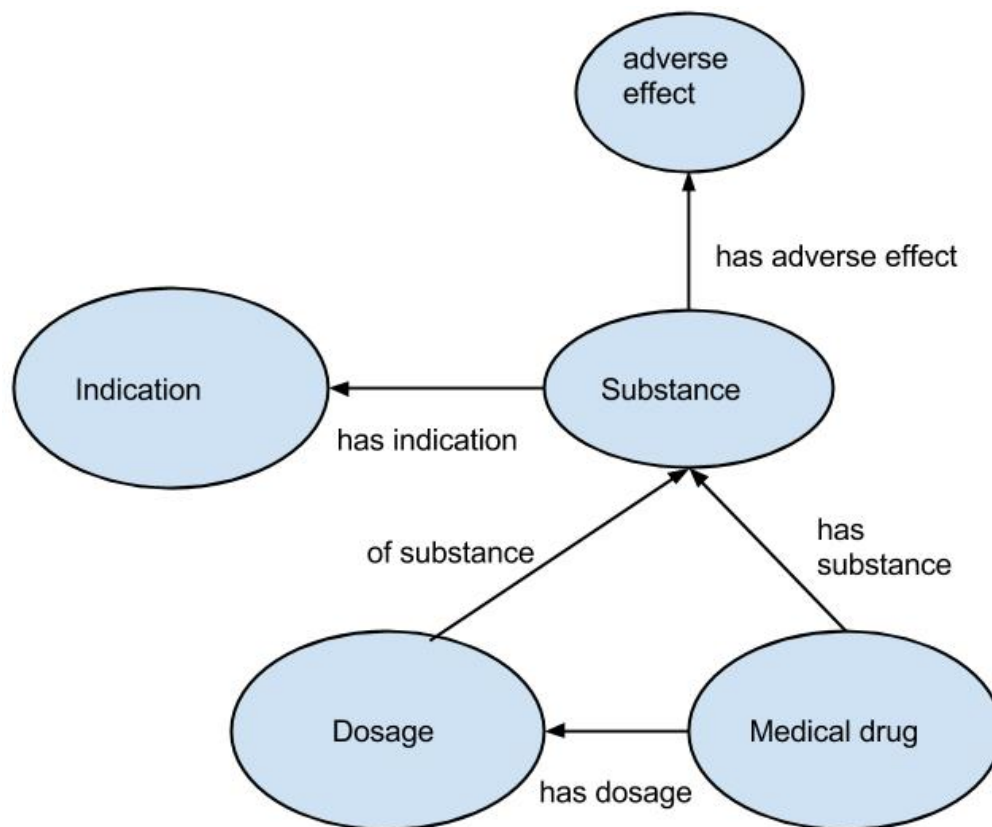 adverse
effect
has adverse effect
Indication
Substance
has indication
of substance
has
substance
Dosage
Medical drug
has dosage